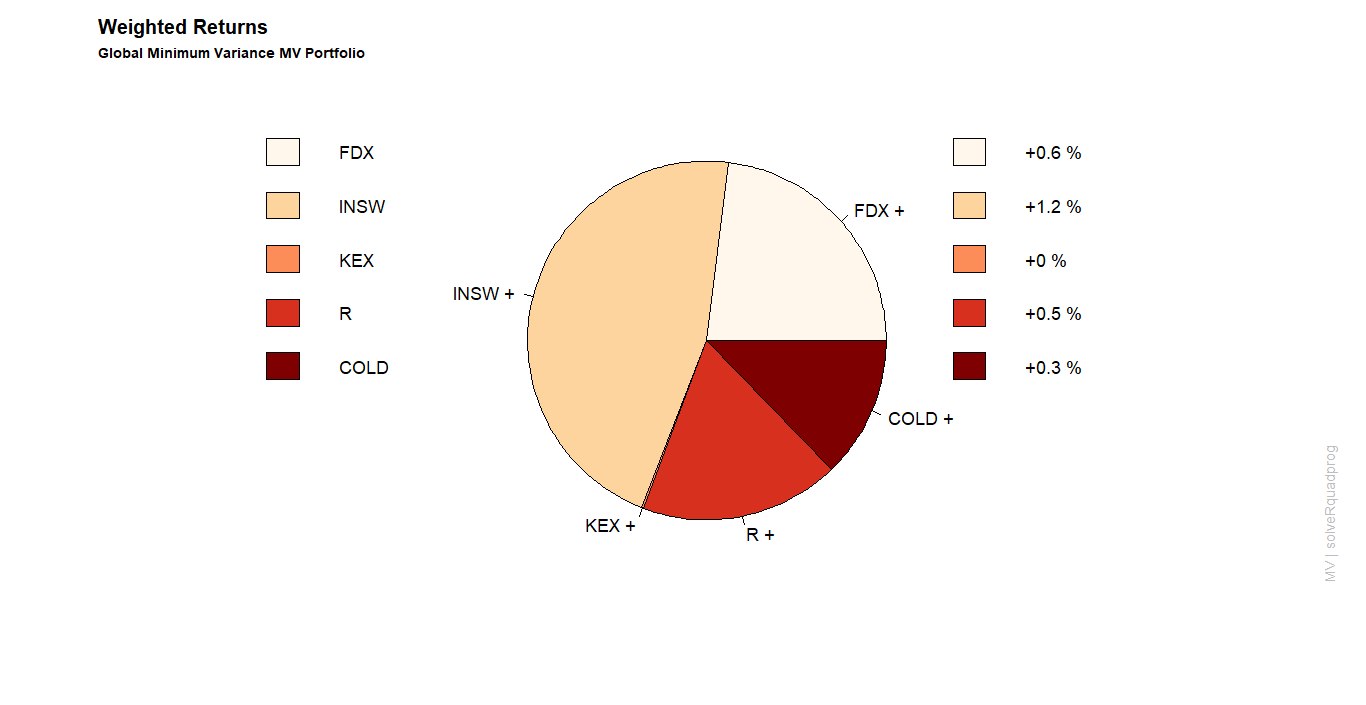 Weighted Returns
Global Minimum Variance MV Portfolio
FDX
INSW
KEX
R
COLD
FDX +
INSW +
KEX +
R +
COLD +
+0.6 %
+1.2 %
+0 %
+0.5 %
+0.3 %
MV | solveRquadprog